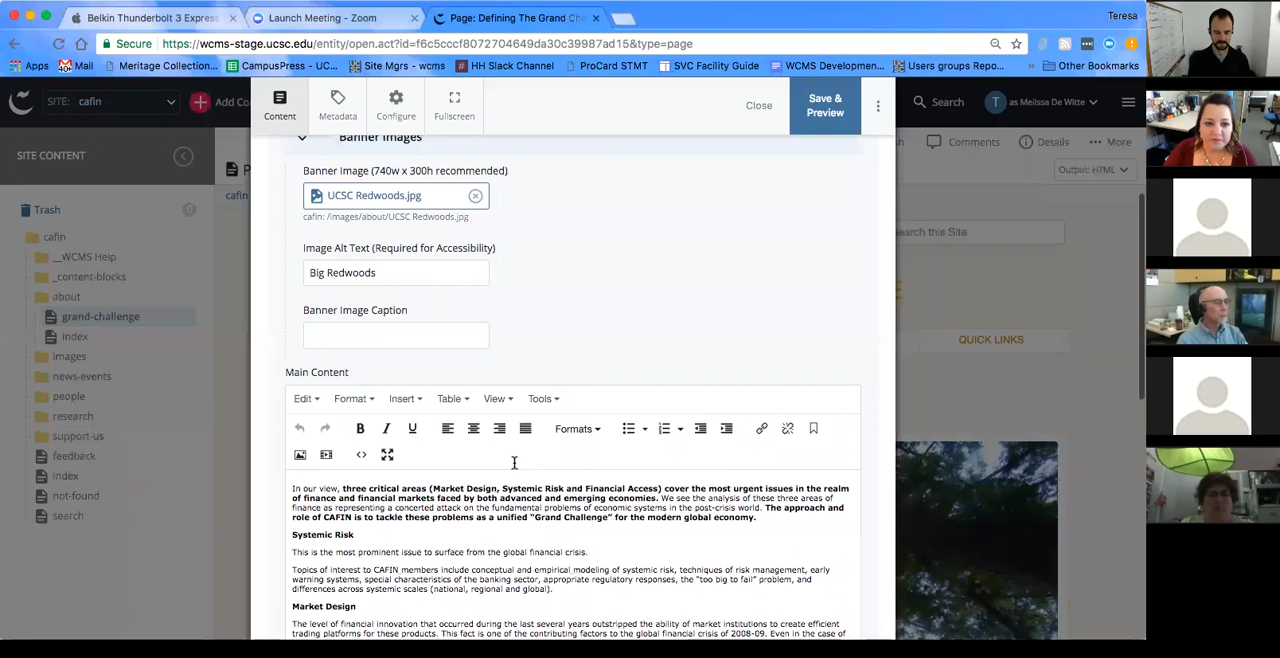 Belkin Thunderbolt 3 Express
Launch Meeting - Zoom
Page: Defining The Grand Ch
Teresa
Secure
https://wcms-stage.ucsc.edu/entity/open.act?id=f6c5cccf8072704649da30c39987ad15&type=page
Apps
40+
Mail
Meritage Collection...
CampusPress - UC...
Site Mgrs - wcms
HH Slack Channel
ProCard STMT
SVC Facility Guide
WCMS Developmen...
Users groups Repo...
»
Other Bookmarks
SITE: cafin
Add Co
Content
Metadata
Configure
Fullscreen
Close
Save &
Preview
Search
T
as Melissa De Witte
SITE CONTENT
Comments
Details
More
Output: HTML
Trash
0
cafin
__WCMS Help
_content-blocks
about
grand-challenge
index
images
news-events
people
research
support-us
feedback
index
not-found
search
cafin
Banner Images
Banner Image (740w x 300h recommended)
UCSC Redwoods.jpg
cafin: /images/about/UCSC Redwoods.jpg
Image Alt Text (Required for Accessibility)
Big Redwoods
Banner Image Caption
Main Content
Edit
Format
Insert
Table
View
Tools
B
I
U
Formats
In our view, three critical areas (Market Design, Systemic Risk and Financial Access) cover the most urgent issues in the realm
of finance and financial markets faced by both advanced and emerging economies. We see the analysis of these three areas of
finance as representing a concerted attack on the fundamental problems of economic systems in the post-crisis world. The approach and
role of CAFIN is to tackle these problems as a unified “Grand Challenge” for the modern global economy.
Systemic Risk
This is the most prominent issue to surface from the global financial crisis.
Topics of interest to CAFIN members include conceptual and empirical modeling of systemic risk, techniques of risk management, early
warning systems, special characteristics of the banking sector, appropriate regulatory responses, the “too big to fail” problem, and
differences across systemic scales (national, regional and global).
Market Design
The level of financial innovation that occurred during the last several years outstripped the ability of market institutions to create efficient
trading platforms for these products. This fact is one of the contributing factors to the global financial crisis of 2008-09. Even in the case of
earch this Site
QUICK LINKS